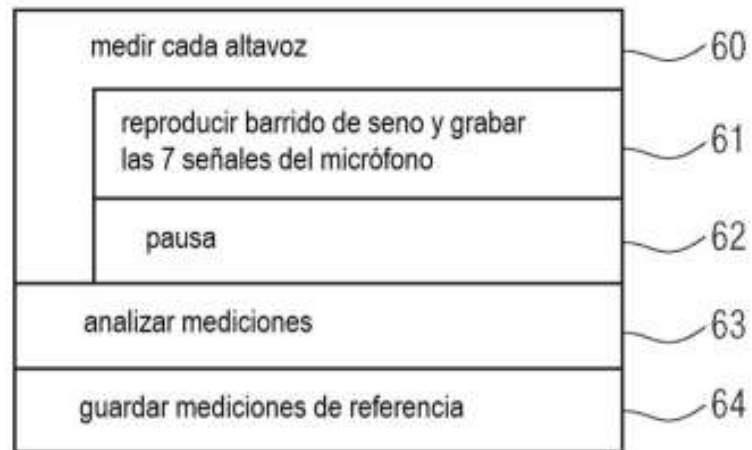 medir cada altavoz
60
reproducir barrido de seno y grabar
las 7 señales del micrófono
61
pausa
62
analizar mediciones
63
guardar mediciones de referencia
64